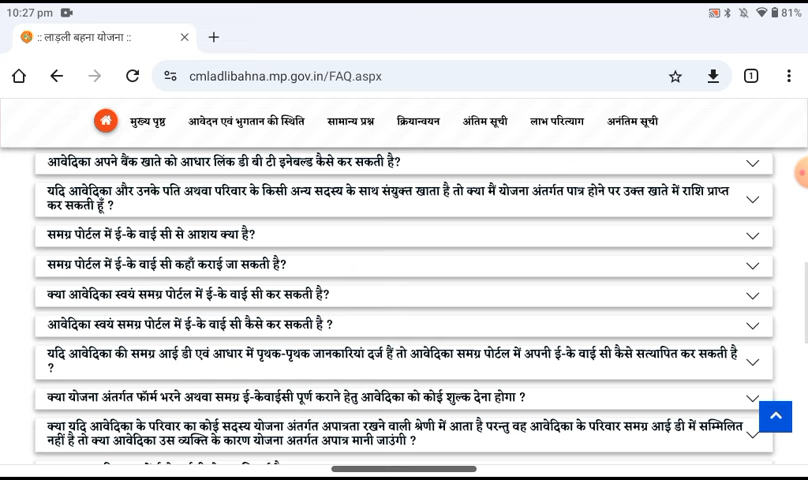 10:27 pm
81%
:: लाड़ली बहना योजना ::
cmladlibahna.mp.gov.in/FAQ.aspx
1
मुख्य पृष्ठ आवेदन एवं भुगतान की स्थिति सामान्य प्रश्न क्रियान्वयन अंतिम सूची लाभ परित्याग अनंतिम सूची
आवेदिका अपने बैंक खाते को आधार लिंक डी बी टी इनेबल्ड कैसे कर सकती है?
यदि आवेदिका और उनके पति अथवा परिवार के किसी अन्य सदस्य के साथ संयुक्त खाता है तो क्या मैं योजना अंतर्गत पात्र होने पर उक्त खाते में राशि प्राप्त
कर सकती हूँ ?
समग्र पोर्टल में ई-के वाई सी से आशय क्या है?
समग्र पोर्टल में ई-के वाई सी कहाँ कराई जा सकती है?
क्या आवेदिका स्वयं समग्र पोर्टल में ई-के वाई सी कर सकती है?
आवेदिका स्वयं समग्र पोर्टल में ई-के वाई सी कैसे कर सकती है ?
यदि आवेदिका की समग्र आई डी एवं आधार में पृथक-पृथक जानकारियां दर्ज हैं तो आवेदिका समग्र पोर्टल में अपनी ई-के वाई सी कैसे सत्यापित कर सकती है
?
क्या योजना अंतर्गत फॉर्म भरने अथवा समग्र ई-केवाईसी पूर्ण कराने हेतु आवेदिका को कोई शुल्क देना होगा ?
क्या यदि आवेदिका के परिवार का कोई सदस्य योजना अंतर्गत अपात्रता रखने वाली श्रेणी में आता है परन्तु वह आवेदिका के परिवार समग्र आई डी में सम्मिलित
नहीं है तो क्या आवेदिका उस व्यक्ति के कारण योजना अतर्गत अपात्र मानी जाउंगी ?